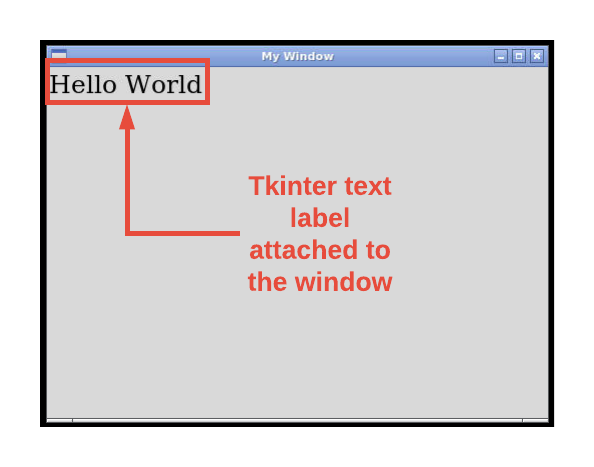 My Window
Hello World
Tkinter text
label
attached to
the window